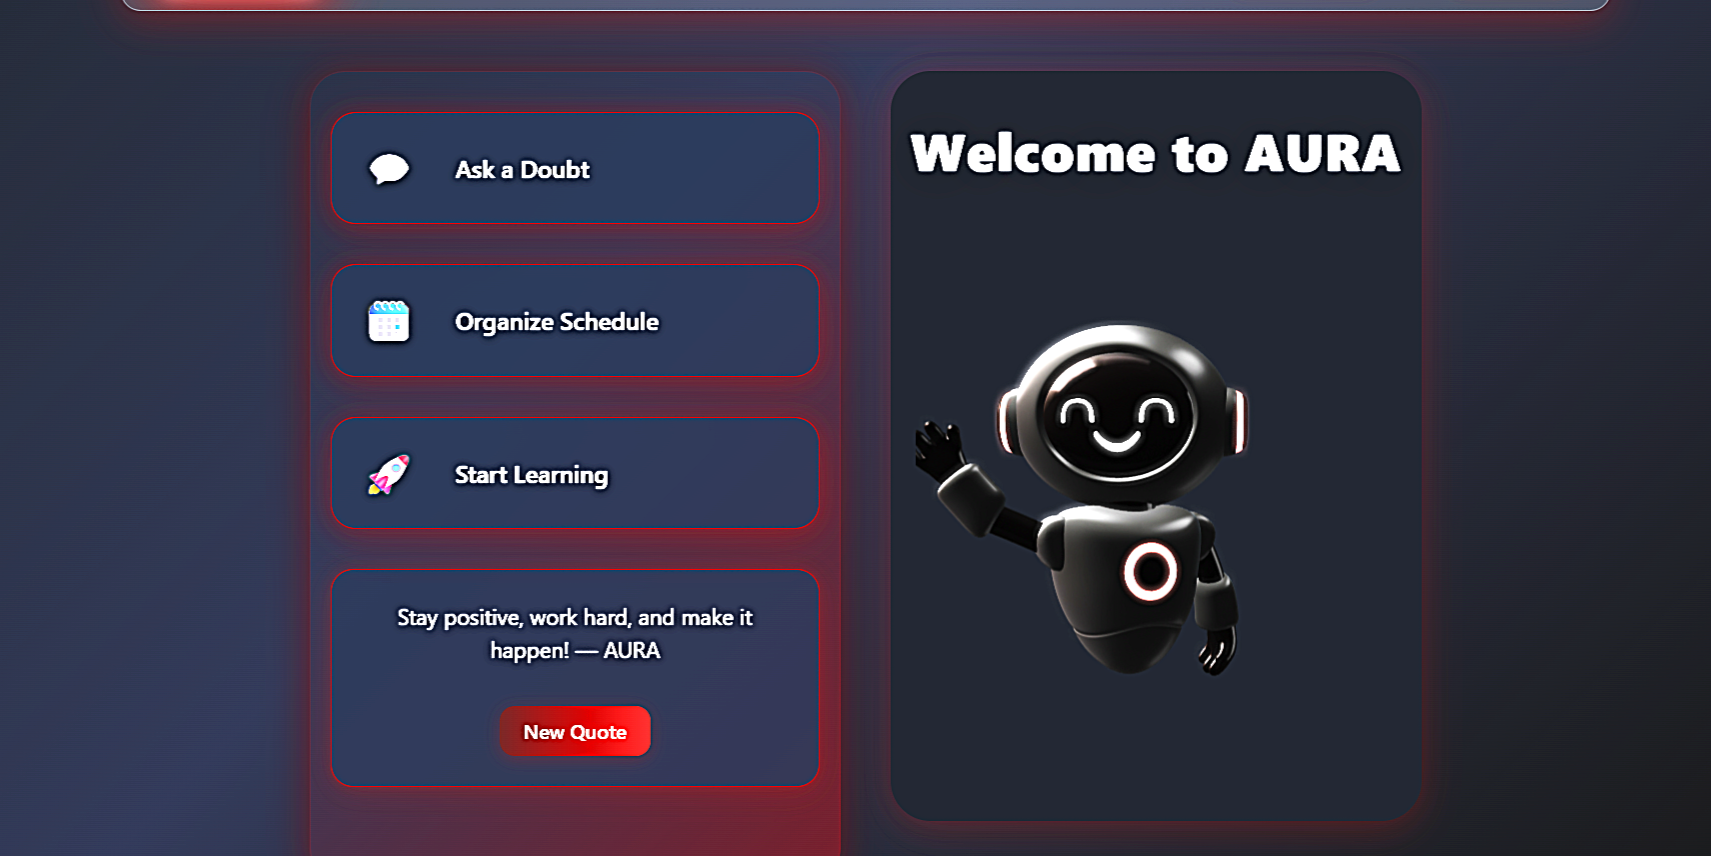 Ask a Doubt
Organize Schedule
Start Learning
Stay positive, work hard, and make it
happen! — AURA
New Quote
Welcome to AURA